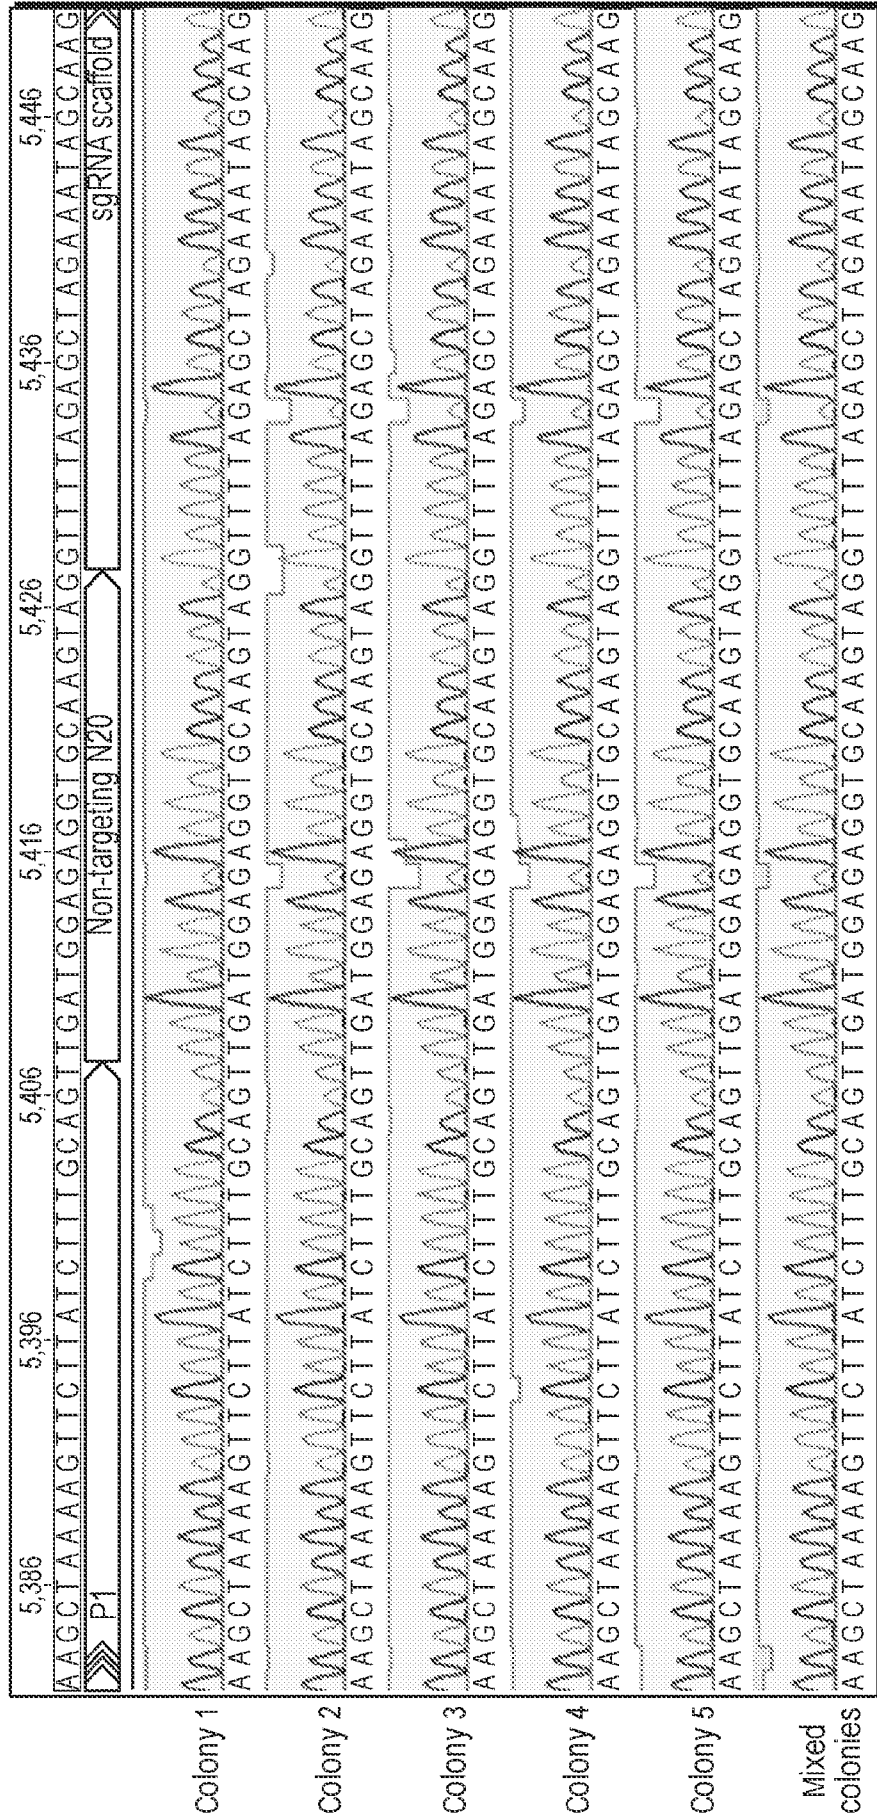 5,386 5,396 5,406 5,416 5,426 5,436 5,446
AAGCTAAAAGTTCTTATCTTTGCAGTTGATGGAGAGGTGCAAGTAGGTTTTAGAGCTAGAAATAGCAAG
P1 Non-targeting N20 sgRNA scaffold
Colony 1
AAGCTAAAAGTTCTTATCTTTGCAGTTGATGGAGAGGTGCAAGTAGGTTTTAGAGCTAGAAATAGCAAG
Colony 2
AAGCTAAAAGTTCTTATCTTTGCAGTTGATGGAGAGGTGCAAGTAGGTTTTAGAGCTAGAAATAGCAAG
Colony 3
AAGCTAAAAGTTCTTATCTTTGCAGTTGATGGAGAGGTGCAAGTAGGTTTTAGAGCTAGAAATAGCAAG
Colony 4
AAGCTAAAAGTTCTTATCTTTGCAGTTGATGGAGAGGTGCAAGTAGGTTTTAGAGCTAGAAATAGCAAG
Colony 5
AAGCTAAAAGTTCTTATCTTTGCAGTTGATGGAGAGGTGCAAGTAGGTTTTAGAGCTAGAAATAGCAAG
Mixed
colonies
AAGCTAAAAGTTCTTATCTTTGCAGTTGATGGAGAGGTGCAAGTAGGTTTTAGAGCTAGAAATAGCAAG